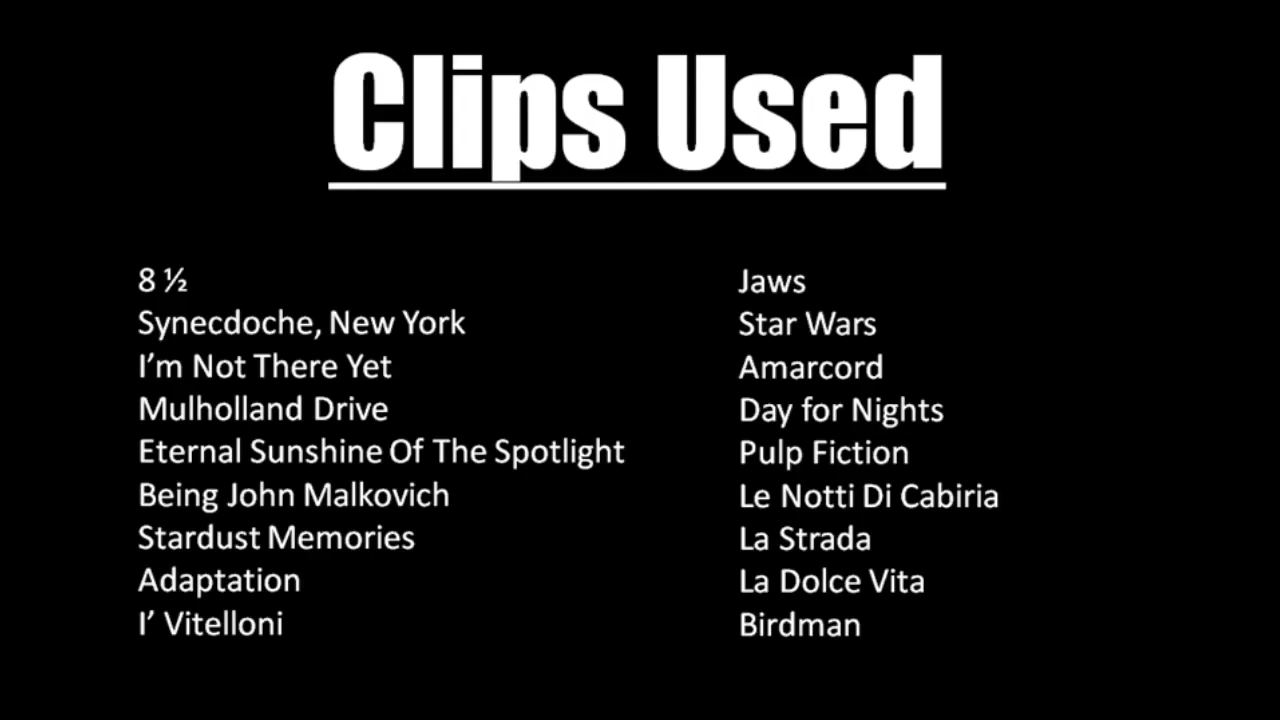 Clips Used
8 ½
Synecdoche, New York
I’m Not There Yet
Mulholland Drive
Eternal Sunshine Of The Spotlight
Being John Malkovich
Stardust Memories
Adaptation
I’ Vitelloni
Jaws
Star Wars
Amarcord
Day for Nights
Pulp Fiction
Le Notti Di Cabiria
La Strada
La Dolce Vita
Birdman